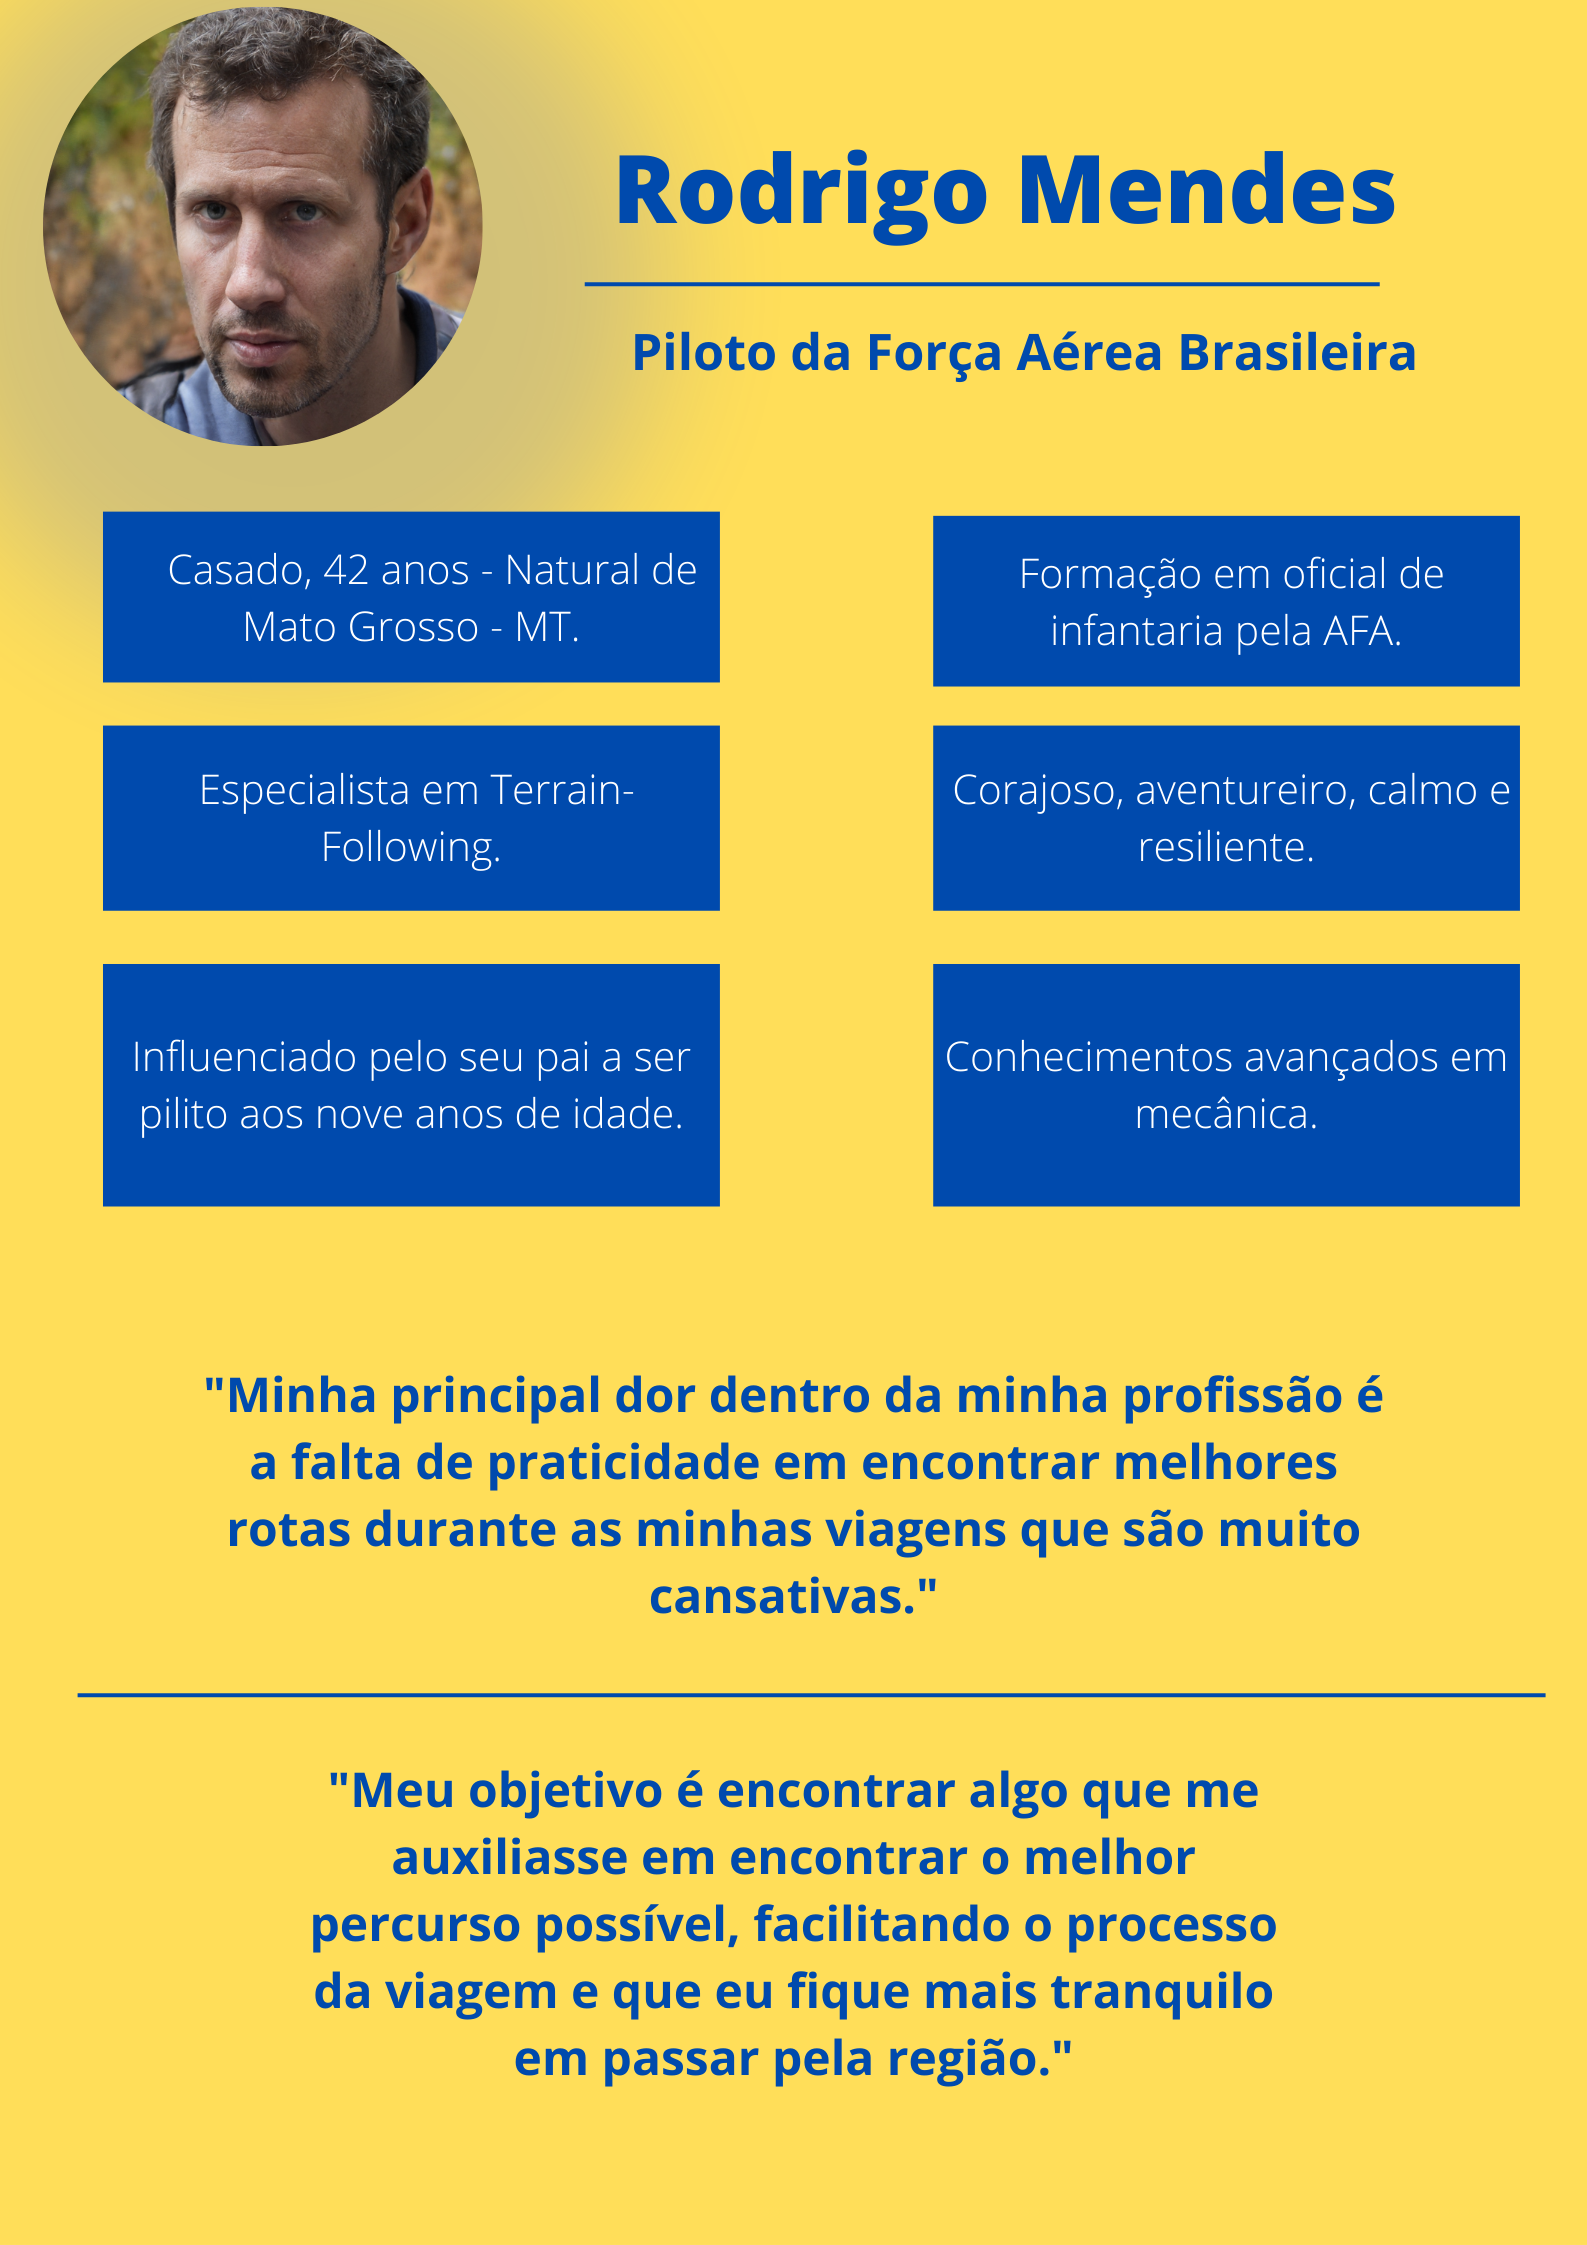 Rodrigo Mendes
Piloto da Força Aérea Brasileira
Casado, 42 anos - Natural de
Mato Grosso - MT.
Formação em oficial de
infantaria pela AFA.
Especialista em Terrain-
Following.
Corajoso, aventureiro, calmo e
resiliente.
Influenciado pelo seu pai a ser
pilito aos nove anos de idade.
Conhecimentos avançados em
mecânica.
"Minha principal dor dentro da minha profissão é
a falta de praticidade em encontrar melhores
rotas durante as minhas viagens que são muito
cansativas."
"Meu objetivo é encontrar algo que me
auxiliasse em encontrar o melhor
percurso possível, facilitando o processo
da viagem e que eu fique mais tranquilo
em passar pela região."